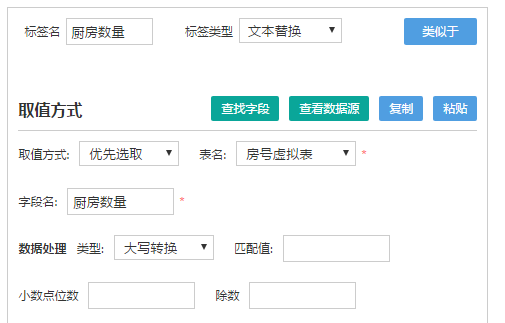 标签名 厨房数量 标签类型 文本替换 类似于
取值方式 查找字段 查看数据源 复制 粘贴
取值方式: 优先选取 表名: 房号虚拟表 *
字段名: 厨房数量 *
数据处理 类型: 大写转换 匹配值:
小数点位数 除数